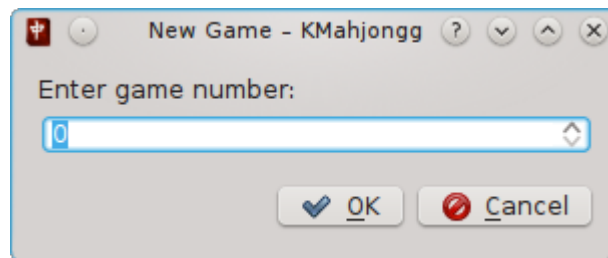 New Game – KMahjongg
Enter game number:
0
OK
Cancel